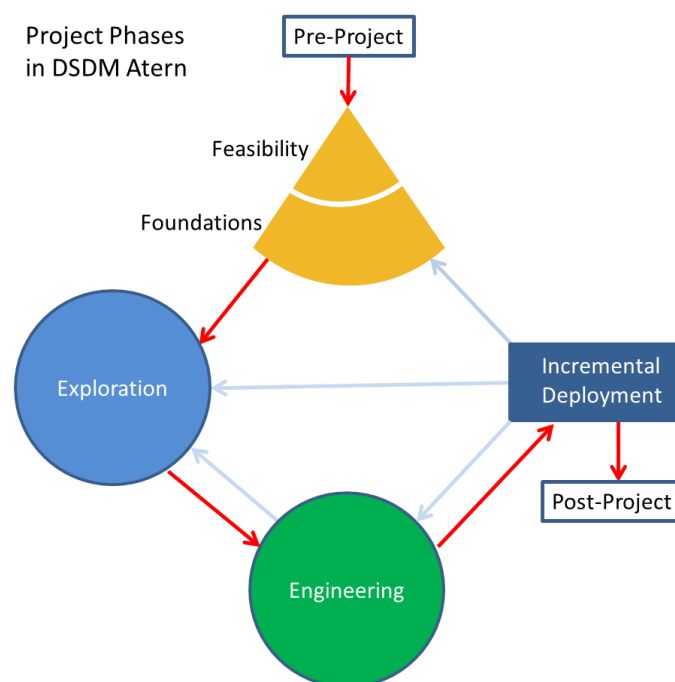 Project Phases
in DSDM Atern
Pre-Project
Feasibility
Foundations
Exploration
Incremental
Deployment
Post-Project
Engineering